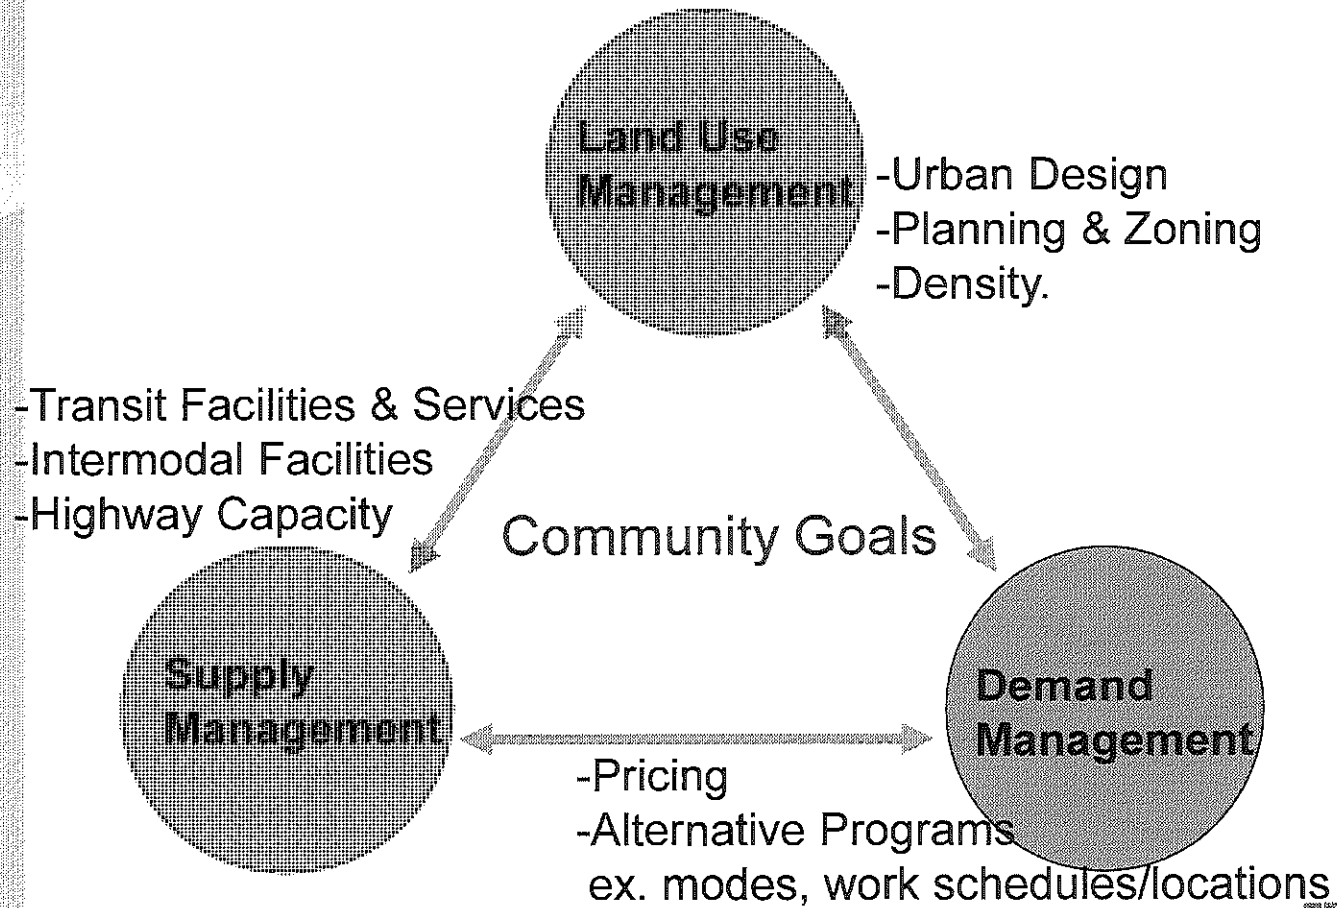 Land Use
Management
-Urban Design
-Planning & Zoning
-Density.
-Transit Facilities & Services
-Intermodal Facilities
-Highway Capacity
Community Goals
Supply
Management
Demand
Management
-Pricing
-Alternative Programs
ex. modes, work schedules/locations